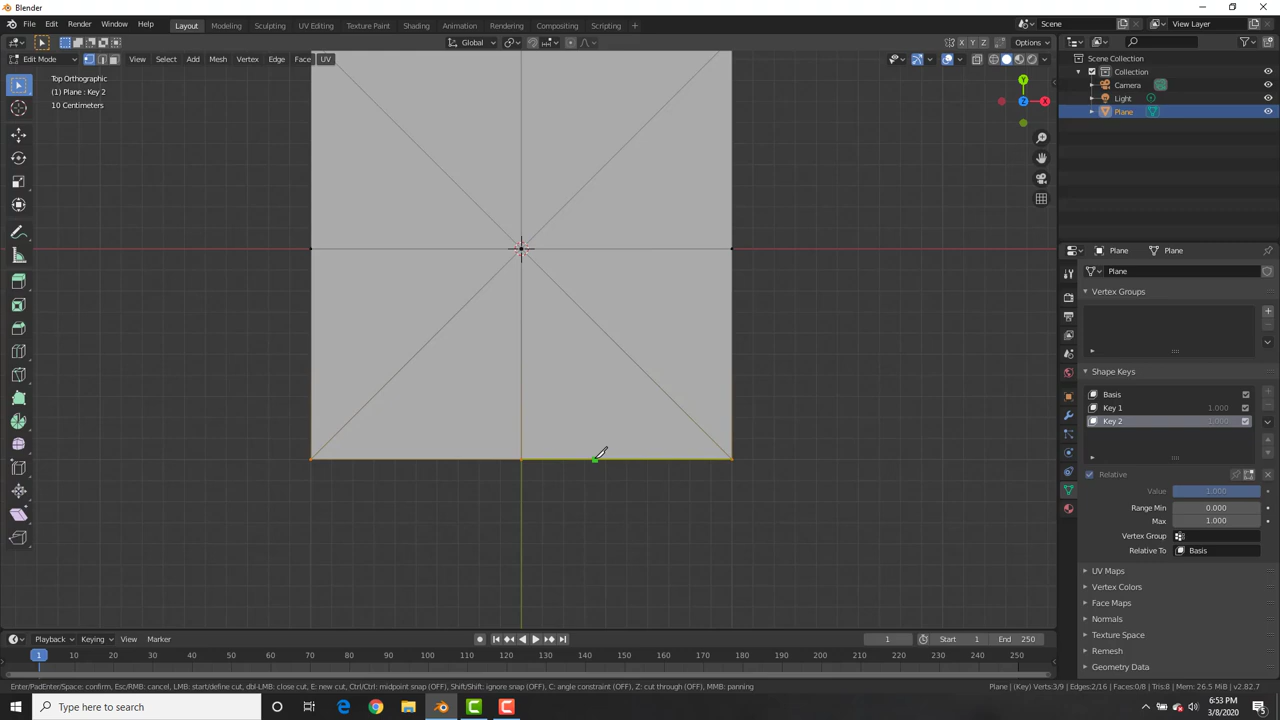 Blender
File Edit Render Window Help Layout Modeling Sculpting UV Editing Texture Paint Shading Animation Rendering Compositing Scripting + Scene View Layer
Global X Y Z Options
Edit Mode View Select Add Mesh Vertex Edge Face UV
Top Orthographic
(1) Plane : Key 2
10 Centimeters
Y
Z X
Scene Collection
Collection
Camera
Light
Plane
Plane Plane
Plane
Vertex Groups
Shape Keys
Basis
Key 1 1.000
Key 2 1.000
Relative
Value 1.000
Range Min 0.000
Max 1.000
Vertex Group
Relative To Basis
UV Maps
Vertex Colors
Face Maps
Normals
Texture Space
Remesh
Geometry Data
Playback Keying View Marker 1 Start 1 End 250
1 10 20 30 40 50 60 70 80 90 100 110 120 130 140 150 160 170 180 190 200 210 220 230 240 250
Enter/PadEnter/Space: confirm, Esc/RMB: cancel, LMB: start/define cut, dbl-LMB: close cut, E: new cut, Ctrl/Ctrl: midpoint snap (OFF), Shift/Shift: ignore snap (OFF), C: angle constraint (OFF), Z: cut through (OFF), MMB: panning Plane | (Key) Verts:3/9 | Edges:2/16 | Faces:0/8 | Tris:8 | Mem: 26.5 MiB | v2.82.7
Type here to search
6:53 PM
3/8/2020